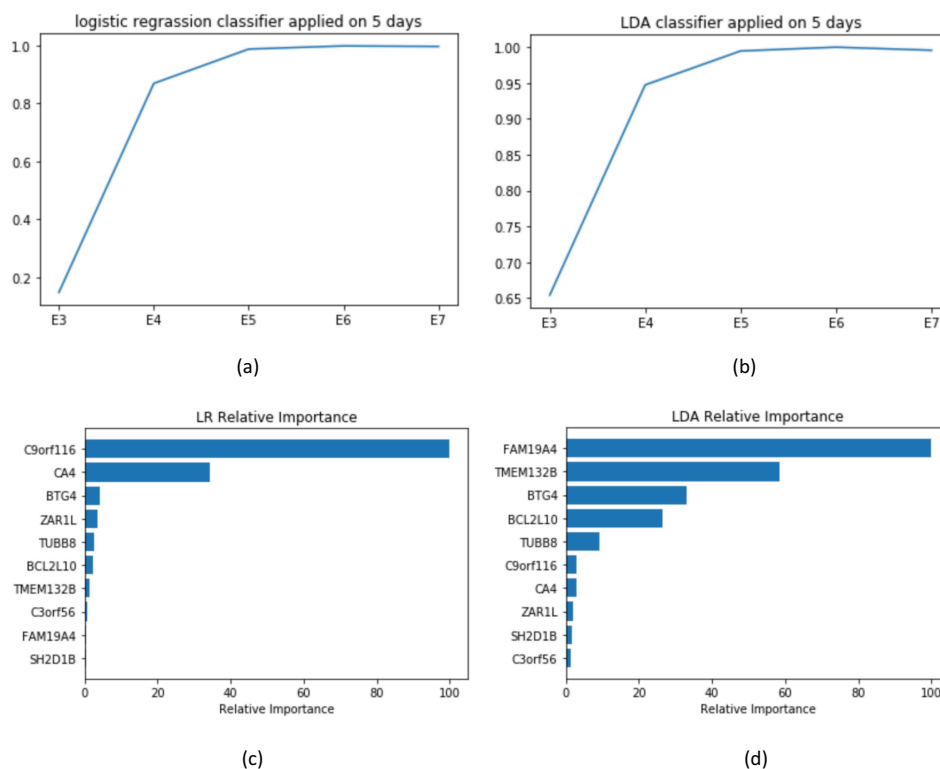 logistic regrassion classifier applied on 5 days
1.0
0.8
0.6
0.4
0.2
E3 E4 E5 E6 E7
(a)
LDA classifier applied on 5 days
1.00
0.95
0.90
0.85
0.80
0.75
0.70
0.65
E3 E4 E5 E6 E7
(b)
LR Relative Importance
C9orf116
CA4
BTG4
ZAR1L
TUBB8
BCL2L10
TMEM132B
C3orf56
FAM19A4
SH2D1B
0 20 40 60 80 100
Relative Importance
(c)
LDA Relative Importance
FAM19A4
TMEM132B
BTG4
BCL2L10
TUBB8
C9orf116
CA4
ZAR1L
SH2D1B
C3orf56
0 20 40 60 80 100
Relative Importance
(d)